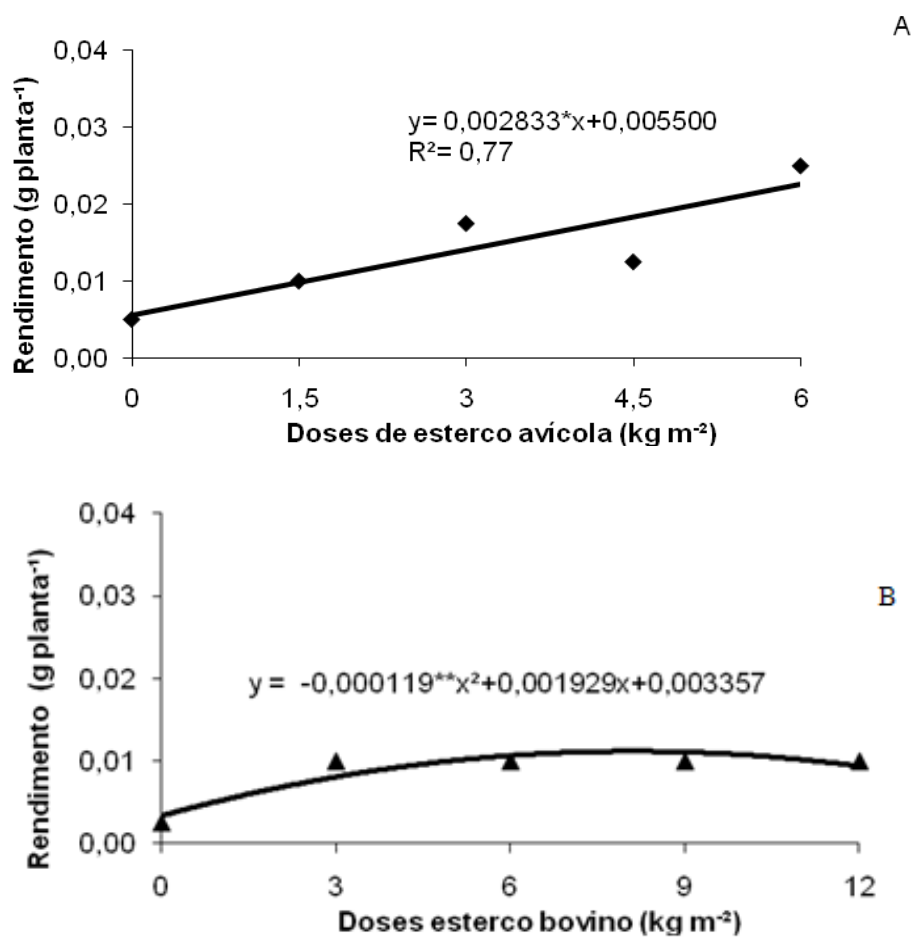 A
0,04
0,03
0,02
0,01
0,00
Rendimento (g planta⁻¹)
y= 0,002833*x+0,005500
R²= 0,77
0 1,5 3 4,5 6
Doses de esterco avícola (kg m⁻²)
B
0,04
0,03
0,02
0,01
0,00
Rendimento (g planta⁻¹)
y = -0,000119**x²+0,001929x+0,003357
0 3 6 9 12
Doses esterco bovino (kg m⁻²)